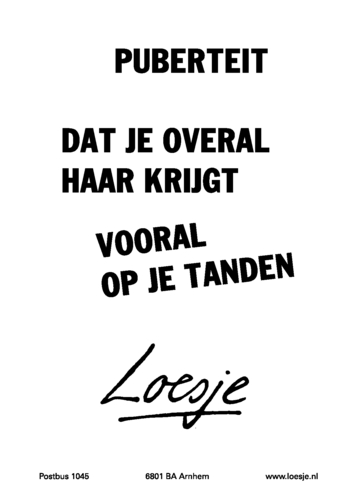 PUBERTEIT
DAT JE OVERAL
HAAR KRIJGT
VOORAL
OP JE TANDEN
Loesje
Postbus 1045 6801 BA Arnhem www.loesje.nl